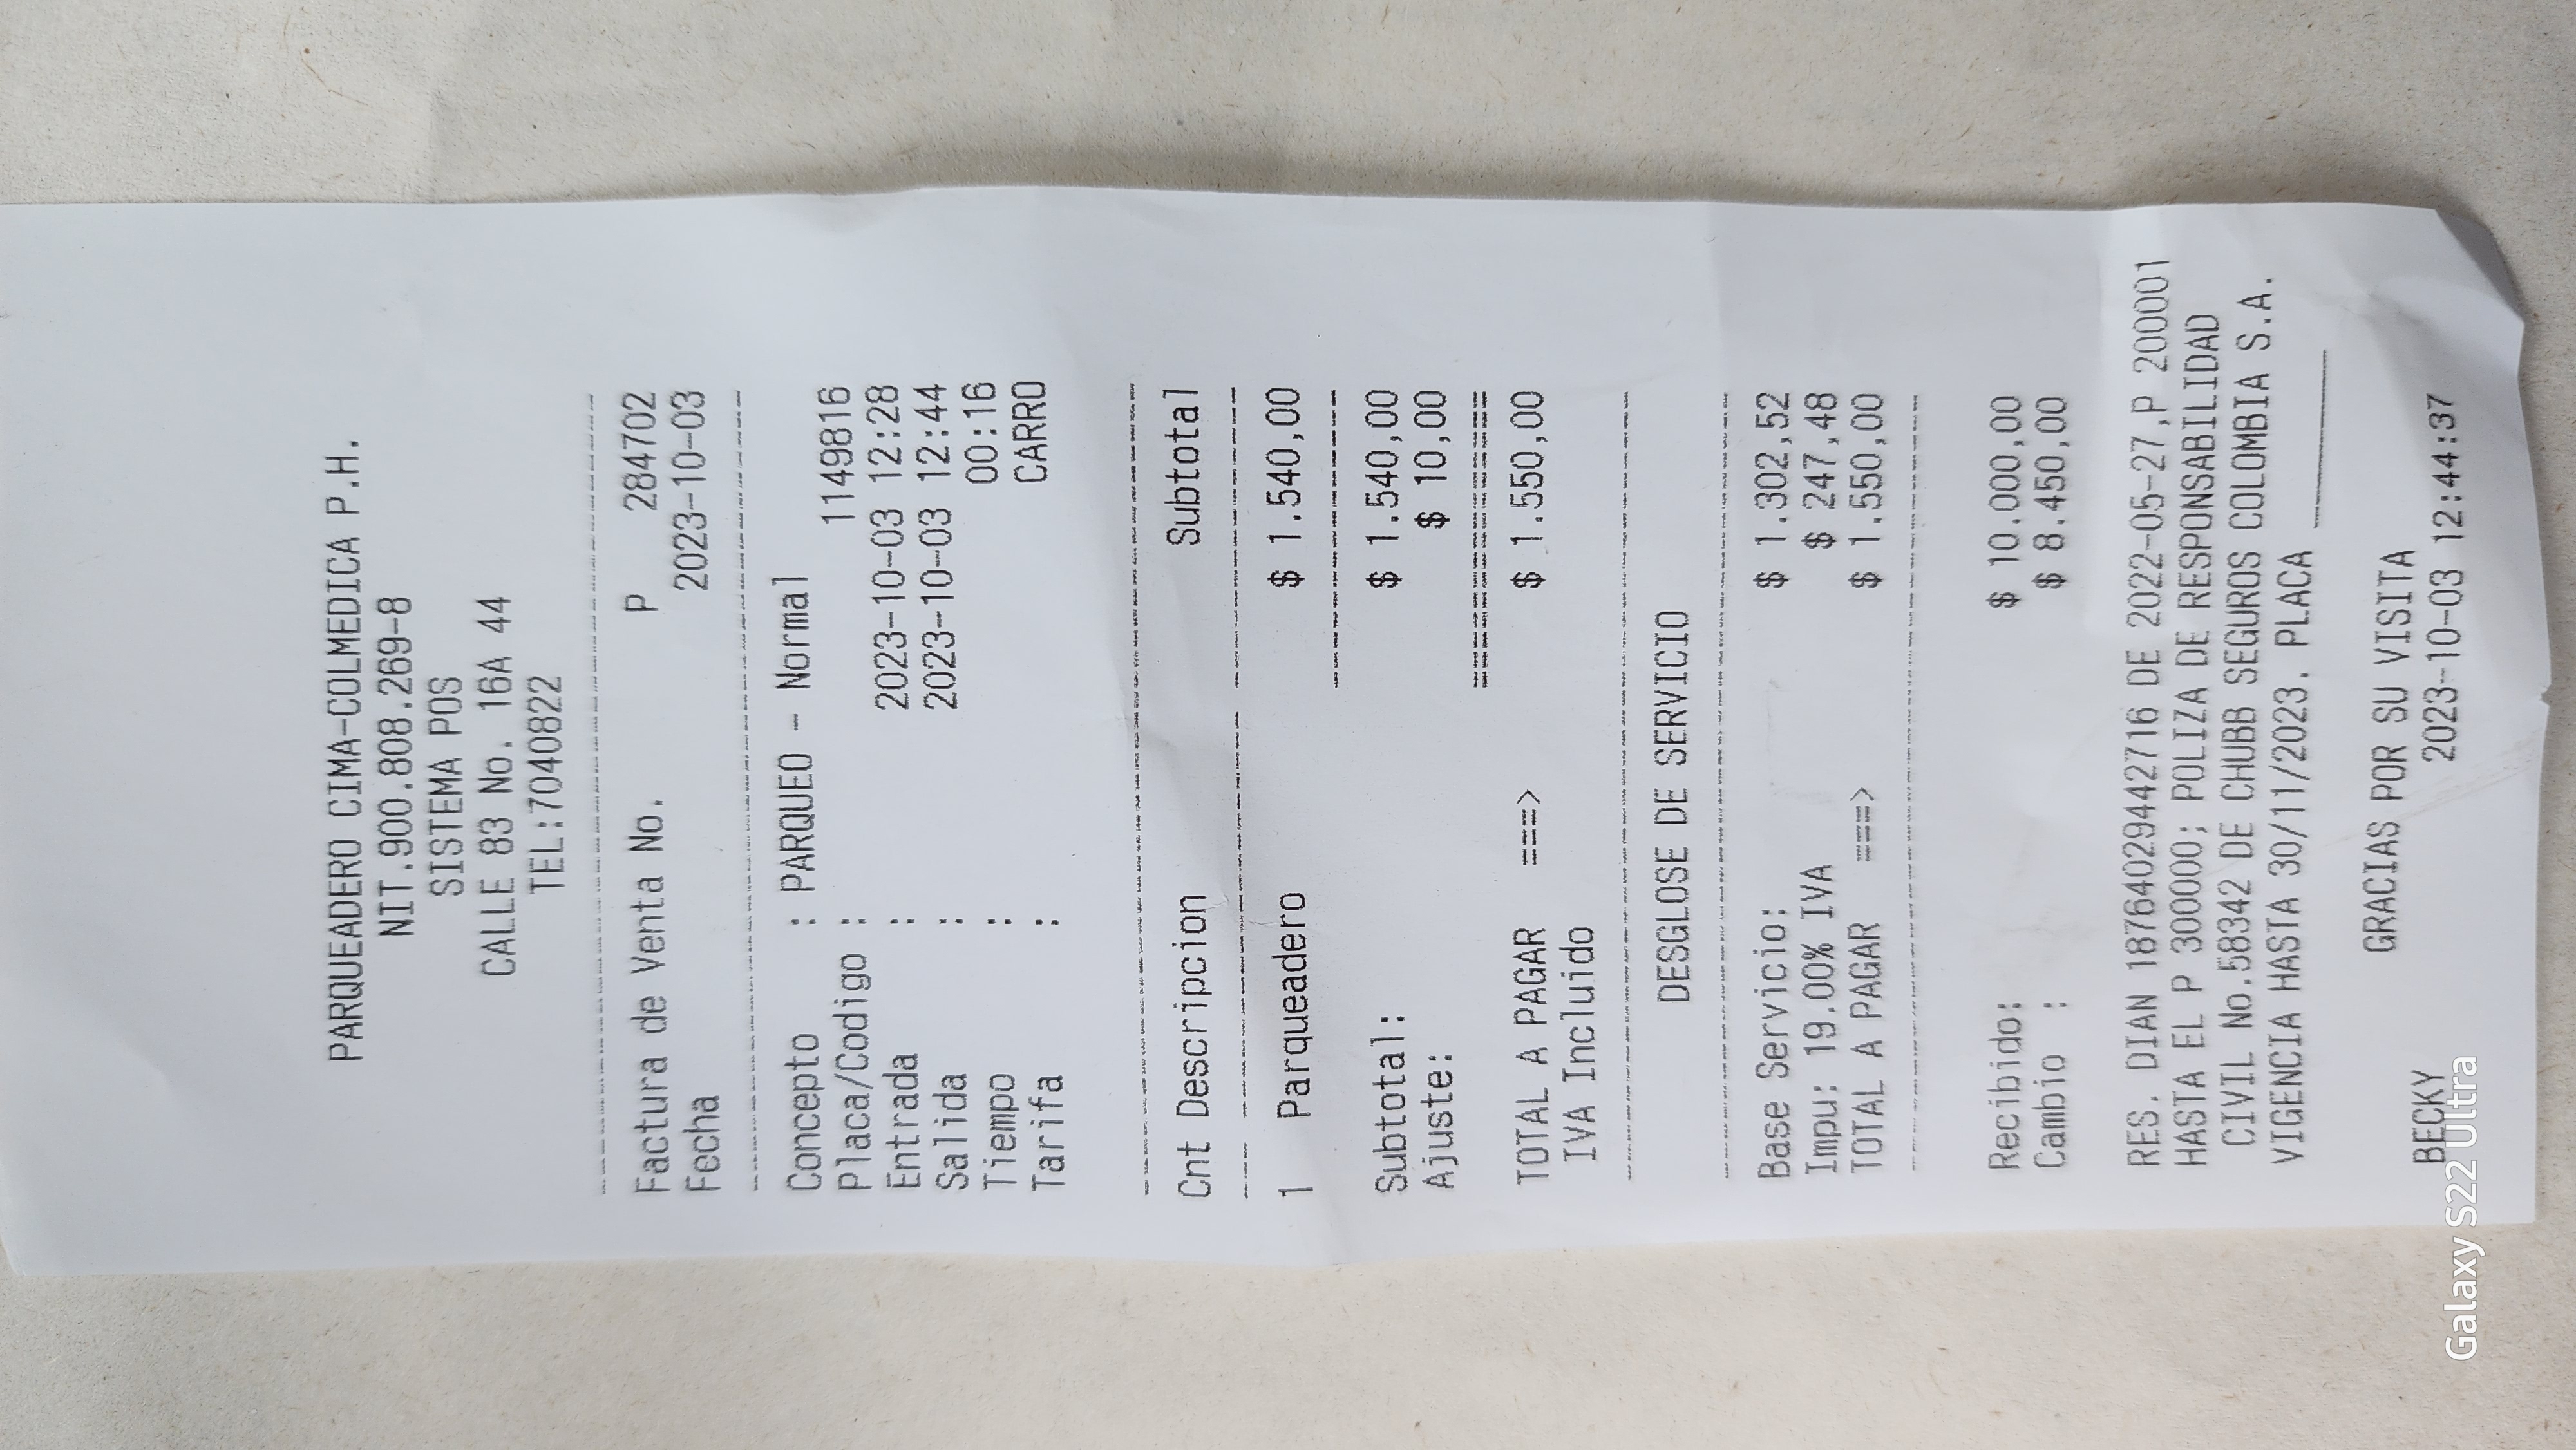 PARQUEADERO CIMA-COLMEDICA P.H.
NIT.900.808.269-8
SISTEMA POS
CALLE 83 No. 16A 44
TEL:7040822
Factura de Venta No. P 284702
Fecha 2023-10-03
Concepto : PARQUEO - Normal
Placa/Codigo : 1149816
Entrada : 2023-10-03 12:28
Salida : 2023-10-03 12:44
Tiempo : 00:16
Tarifa : CARRO
Cnt Descripcion Subtotal
1 Parqueadero $ 1.540,00
Subtotal: $ 1.540,00
Ajuste: $ 10,00
TOTAL A PAGAR ===> $ 1.550,00
IVA Incluido
DESGLOSE DE SERVICIO
Base Servicio: $ 1.302,52
Impu: 19.00% IVA $ 247,48
TOTAL A PAGAR ===> $ 1.550,00
Recibido: $ 10.000,00
Cambio : $ 8.450,00
RES. DIAN 18764029442716 DE 2022-05-27,P 200001
HASTA EL P 300000; POLIZA DE RESPONSABILIDAD
CIVIL No.58342 DE CHUBB SEGUROS COLOMBIA S.A.
VIGENCIA HASTA 30/11/2023. PLACA ________
GRACIAS POR SU VISITA
BECKY 2023-10-03 12:44:37
Galaxy S22 Ultra